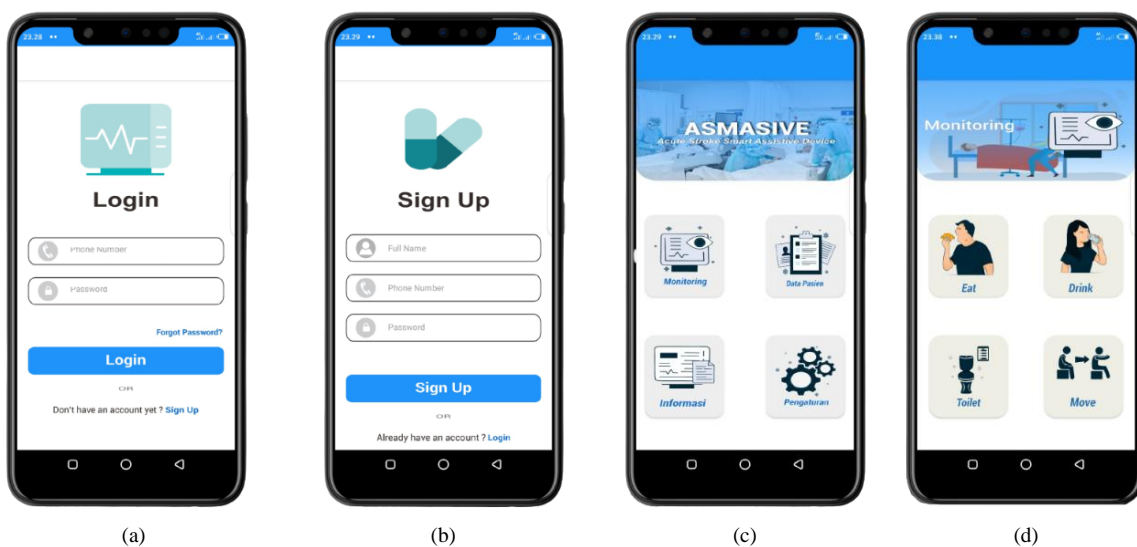 23.28
Login
Phone Number
Password
Forgot Password?
Login
OR
Don't have an account yet ? Sign Up
(a)
23.29
Sign Up
Full Name
Phone Number
Password
Sign Up
OR
Already have an account ? Login
(b)
23.29
ASMASIVE
Acute Stroke Smart Assistive Device
Monitoring
Data Pasien
Informasi
Pengaturan
(c)
23.38
Monitoring
Eat
Drink
Toilet
Move
(d)